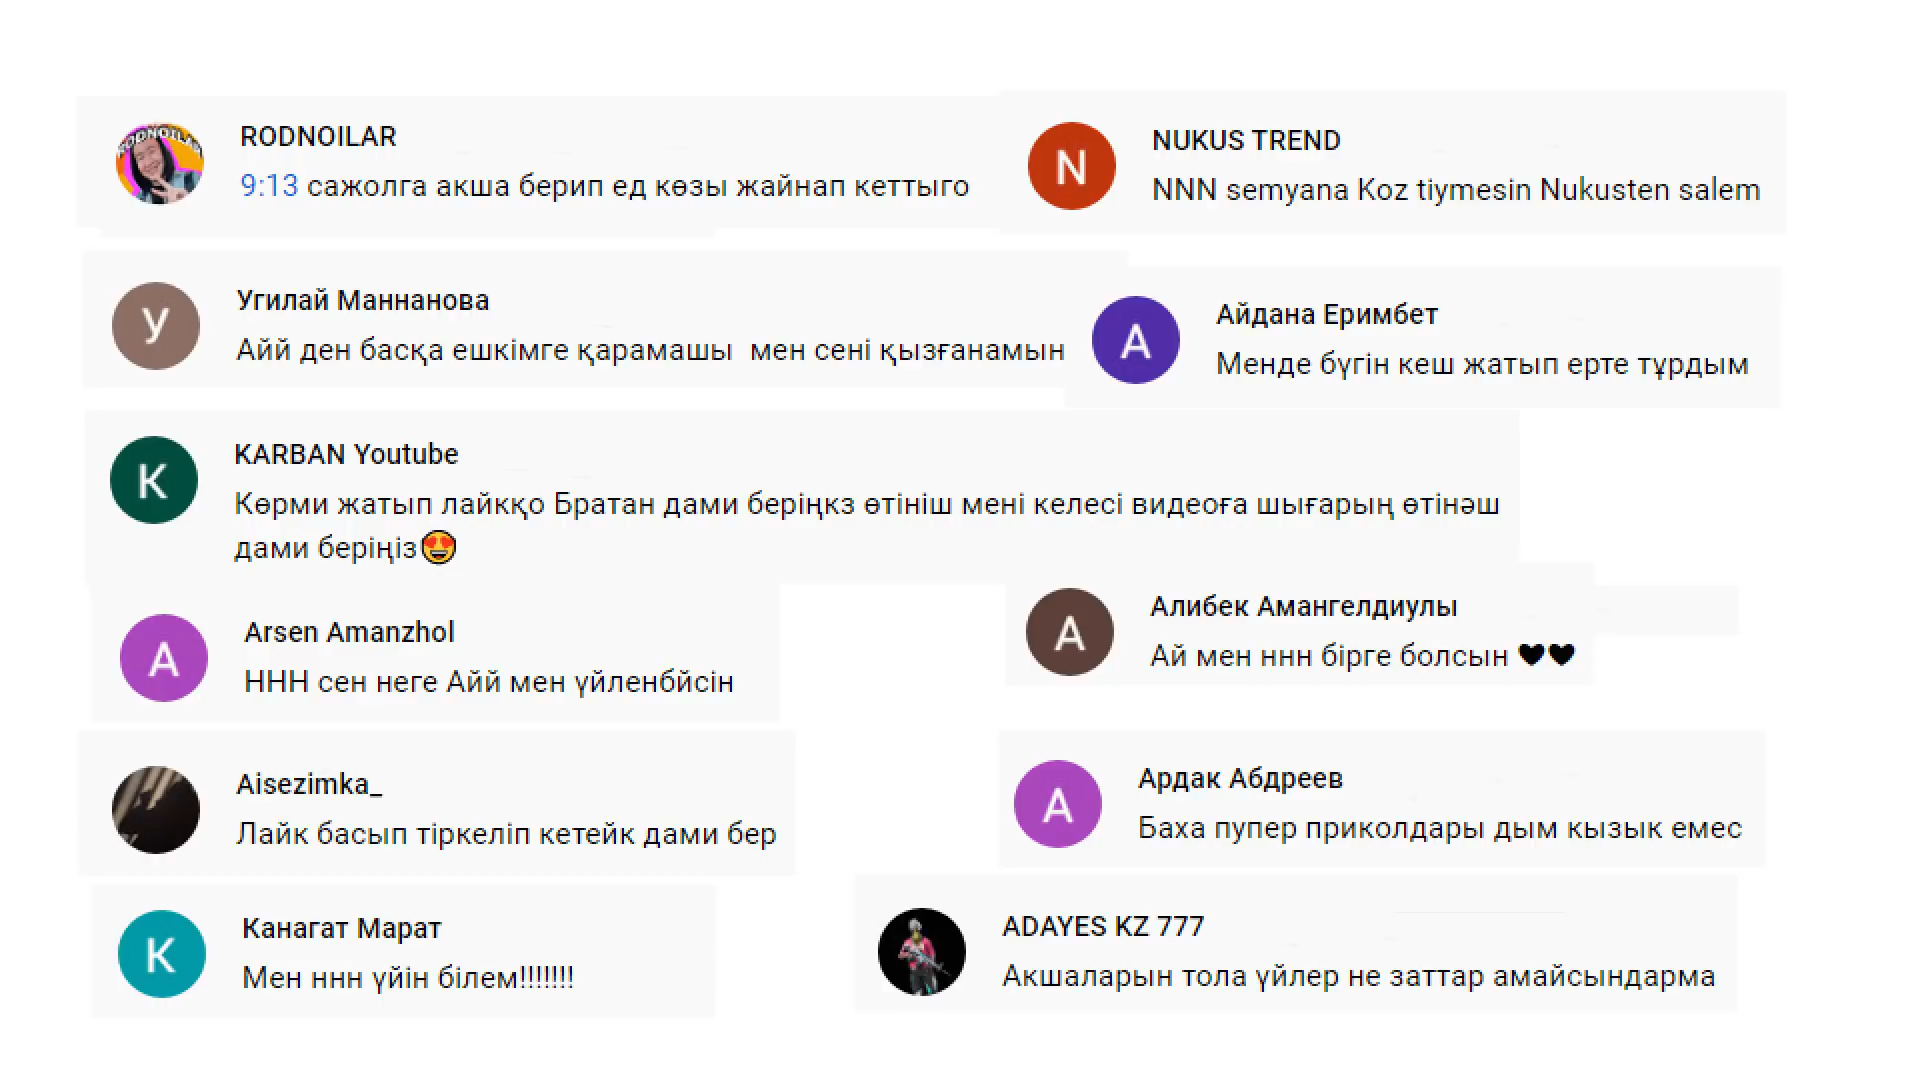 RODNOILAR
9:13 сажолга акша берип ед көзы жайнап кеттыго
NUKUS TREND
NNN semyana Koz tiymesin Nukusten salem
Угилай Маннанова
Айй ден басқа ешкімге қарамашы мен сені қызғанамын
Айдана Еримбет
Менде бүгін кеш жатып ерте тұрдым
KARBAN Youtube
Көрми жатып лайкқо Братан дами беріңкз өтініш мені келесі видеоға шығарың өтінәш
дами беріңіз😍
Arsen Amanzhol
ННН сен неге Айй мен үйленбйсін
Алибек Амангелдиулы
Ай мен ннн бірге болсын 🖤🖤
Aisezimka_
Лайк басып тіркеліп кетейк дами бер
Ардак Абдреев
Баха пупер приколдары дым кызык емес
Канагат Марат
Мен ннн үйін білем!!!!!!!
ADAYES KZ 777
Акшаларын тола үйлер не заттар амайсындарма